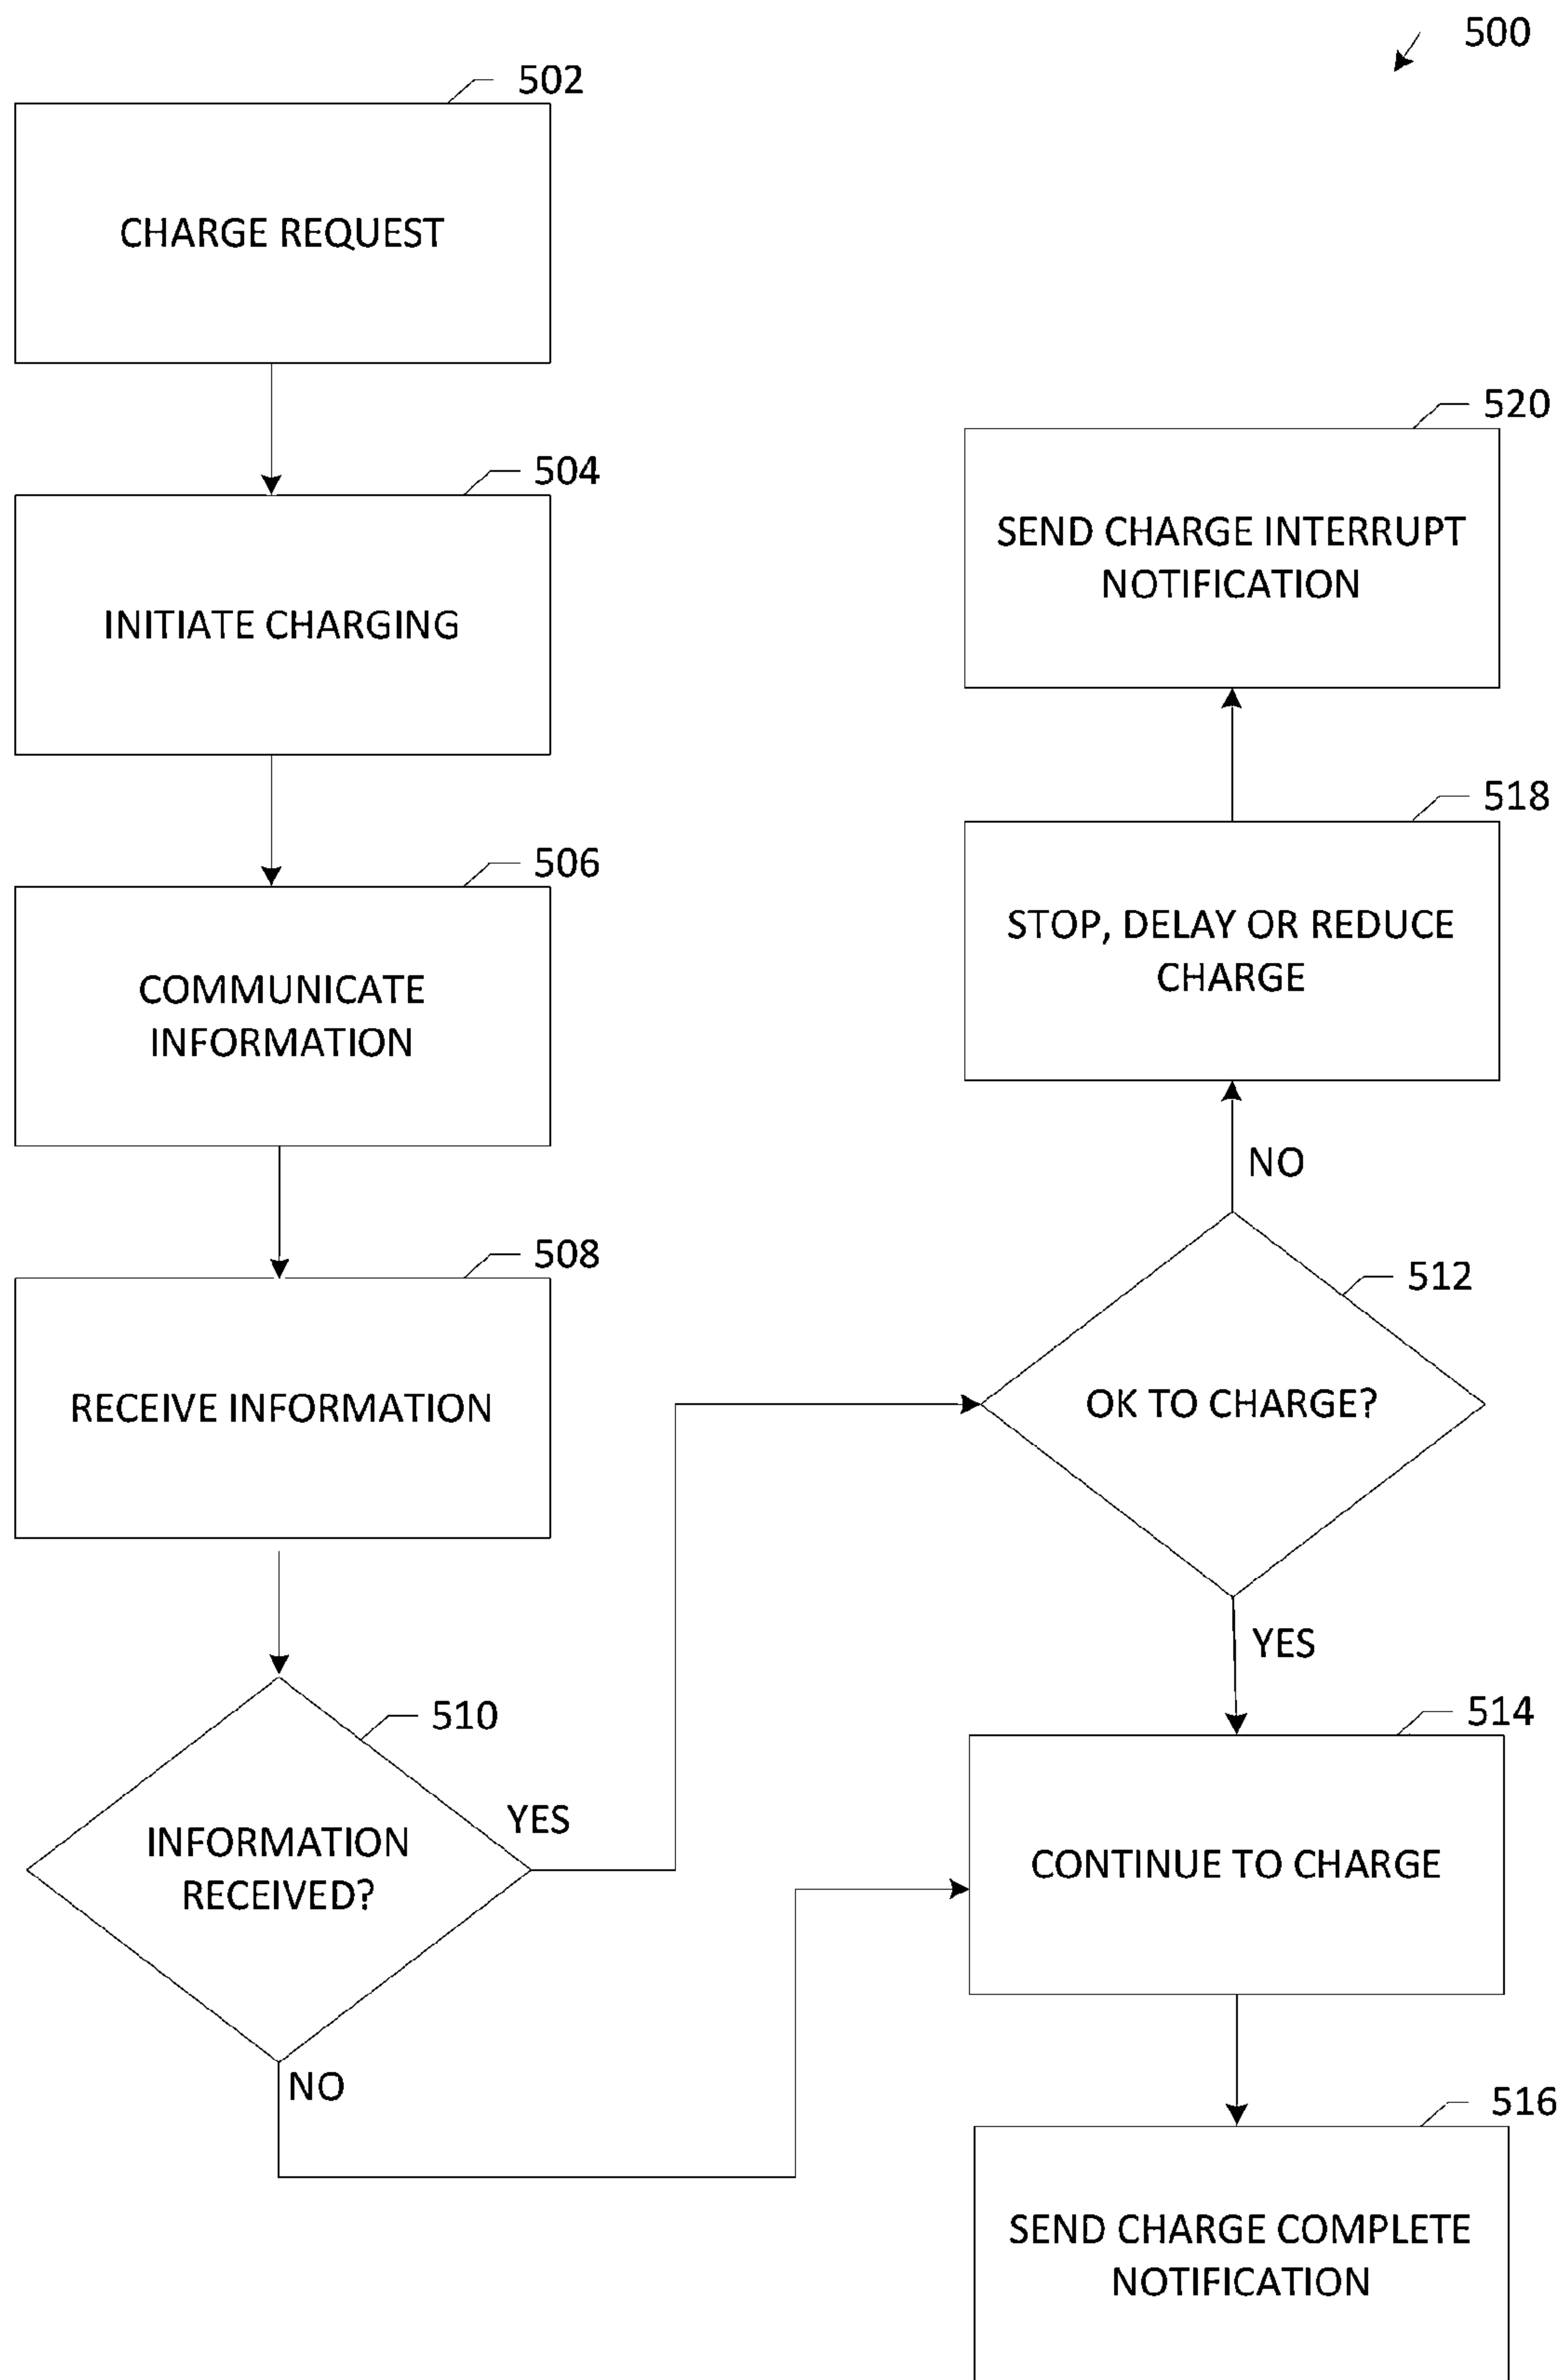 500
502
CHARGE REQUEST
504
INITIATE CHARGING
506
COMMUNICATE
INFORMATION
508
RECEIVE INFORMATION
510
INFORMATION
RECEIVED?
YES
NO
520
SEND CHARGE INTERRUPT
NOTIFICATION
518
STOP, DELAY OR REDUCE
CHARGE
NO
512
OK TO CHARGE?
YES
514
CONTINUE TO CHARGE
516
SEND CHARGE COMPLETE
NOTIFICATION